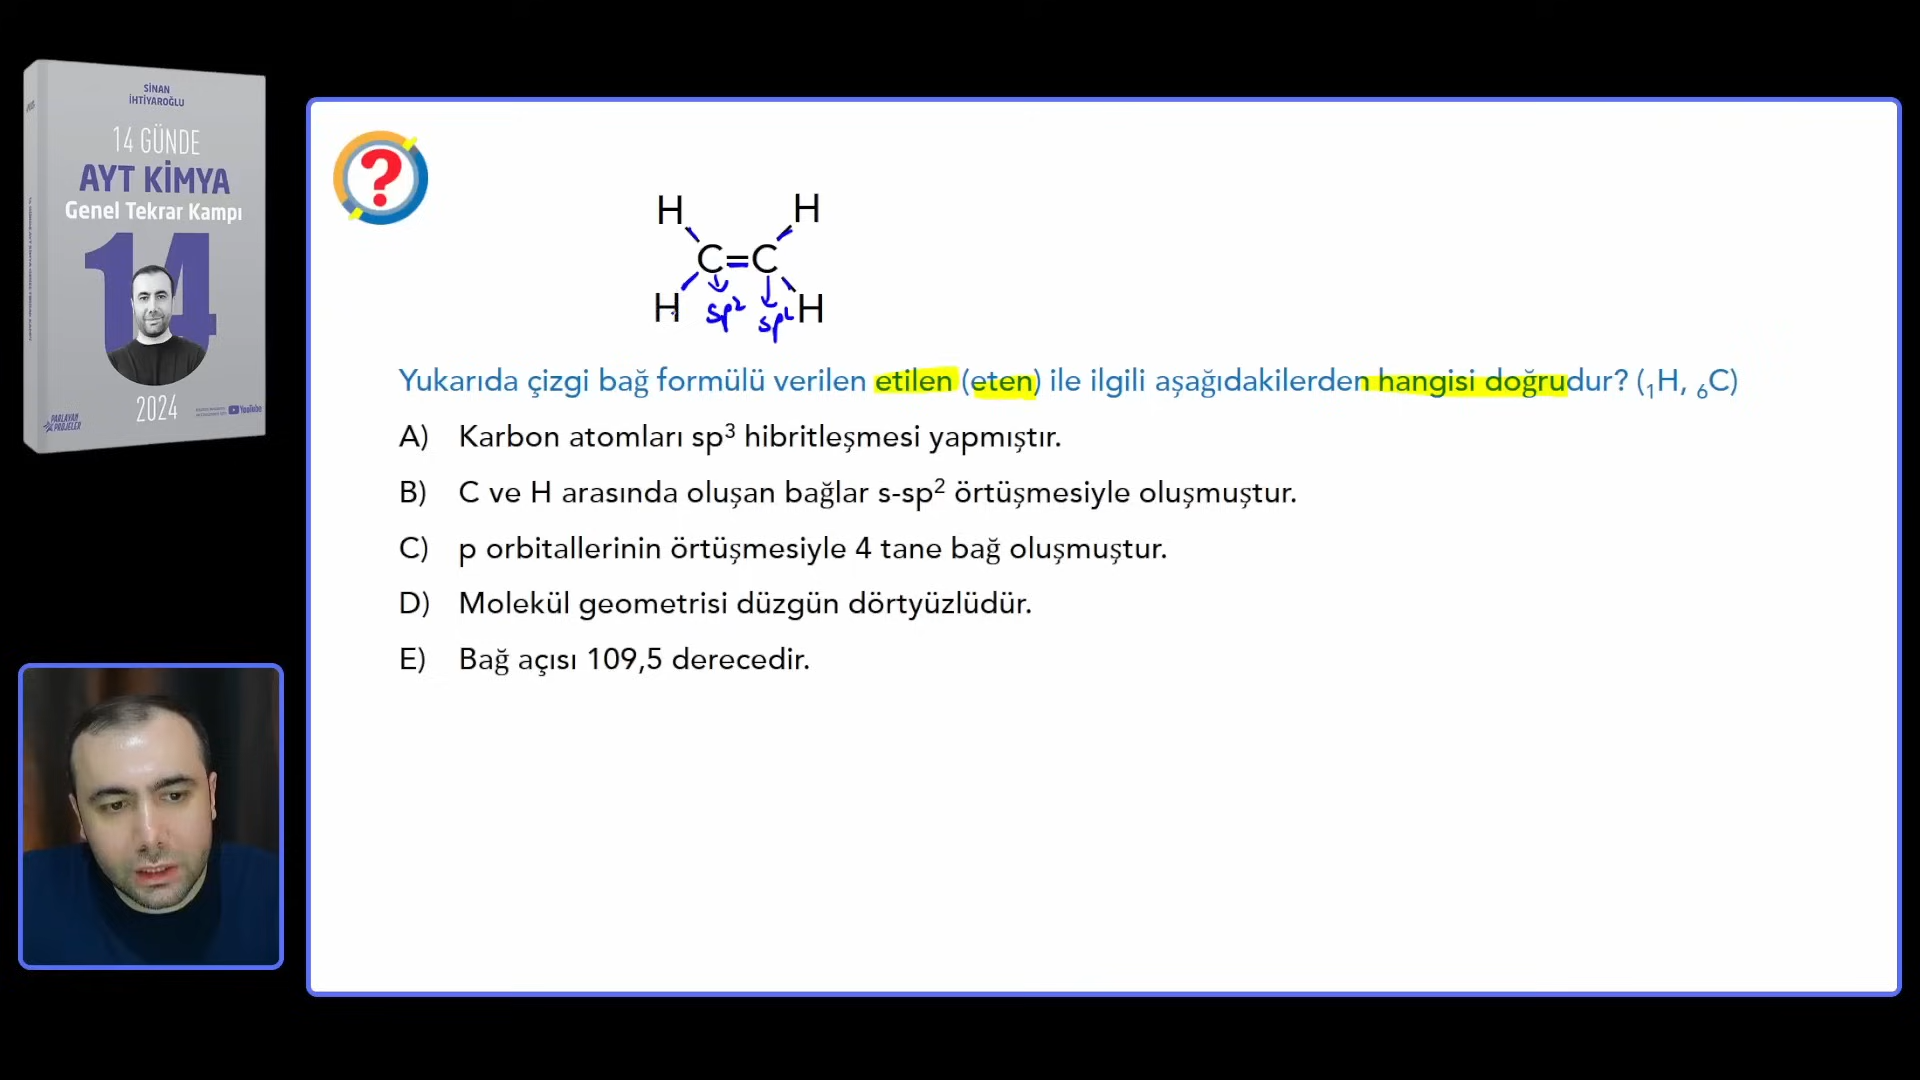 SİNAN
İHTİYAROĞLU
14 GÜNDE
AYT KİMYA
Genel Tekrar Kampı
14
2024
PARLAYAN
PROJELER
YouTube
?
H H
C=C
H sp² sp² H
Yukarıda çizgi bağ formülü verilen etilen (eten) ile ilgili aşağıdakilerden hangisi doğrudur? (₁H, ₆C)
A) Karbon atomları sp³ hibritleşmesi yapmıştır.
B) C ve H arasında oluşan bağlar s-sp² örtüşmesiyle oluşmuştur.
C) p orbitallerinin örtüşmesiyle 4 tane bağ oluşmuştur.
D) Molekül geometrisi düzgün dörtyüzlüdür.
E) Bağ açısı 109,5 derecedir.